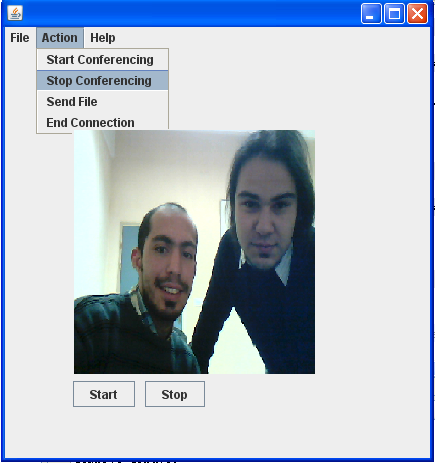 File Action Help
Start Conferencing
Stop Conferencing
Send File
End Connection
Start Stop